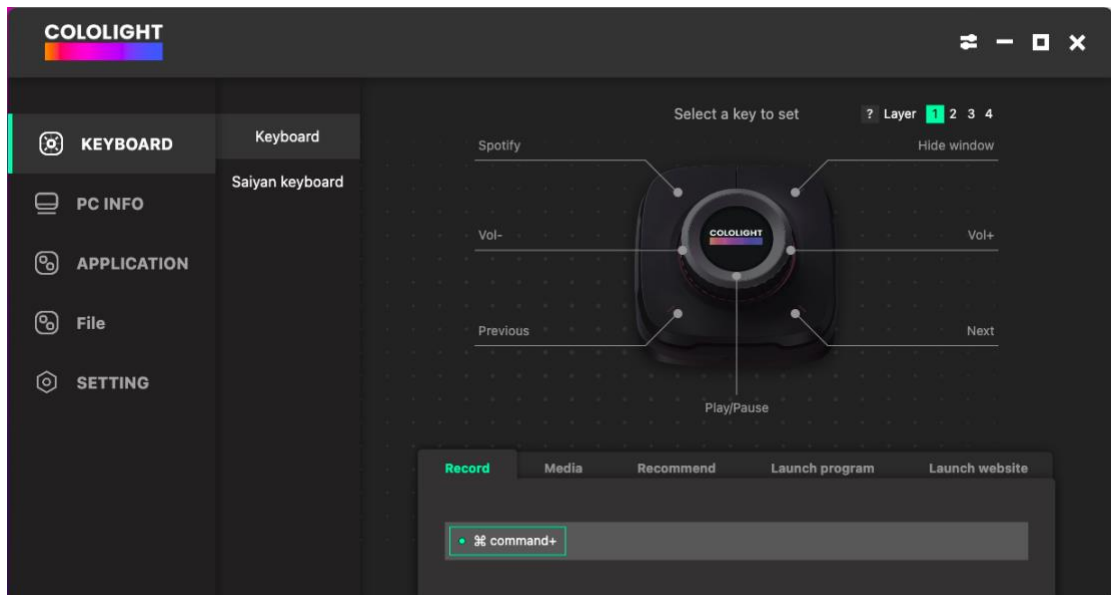 COLOLIGHT
KEYBOARD
PC INFO
APPLICATION
File
SETTING
Keyboard
Saiyan keyboard
Select a key to set
? Layer 1 2 3 4
Spotify
Hide window
COLOLIGHT
Vol-
Vol+
Previous
Next
Play/Pause
Record Media Recommend Launch program Launch website
⌘ command+